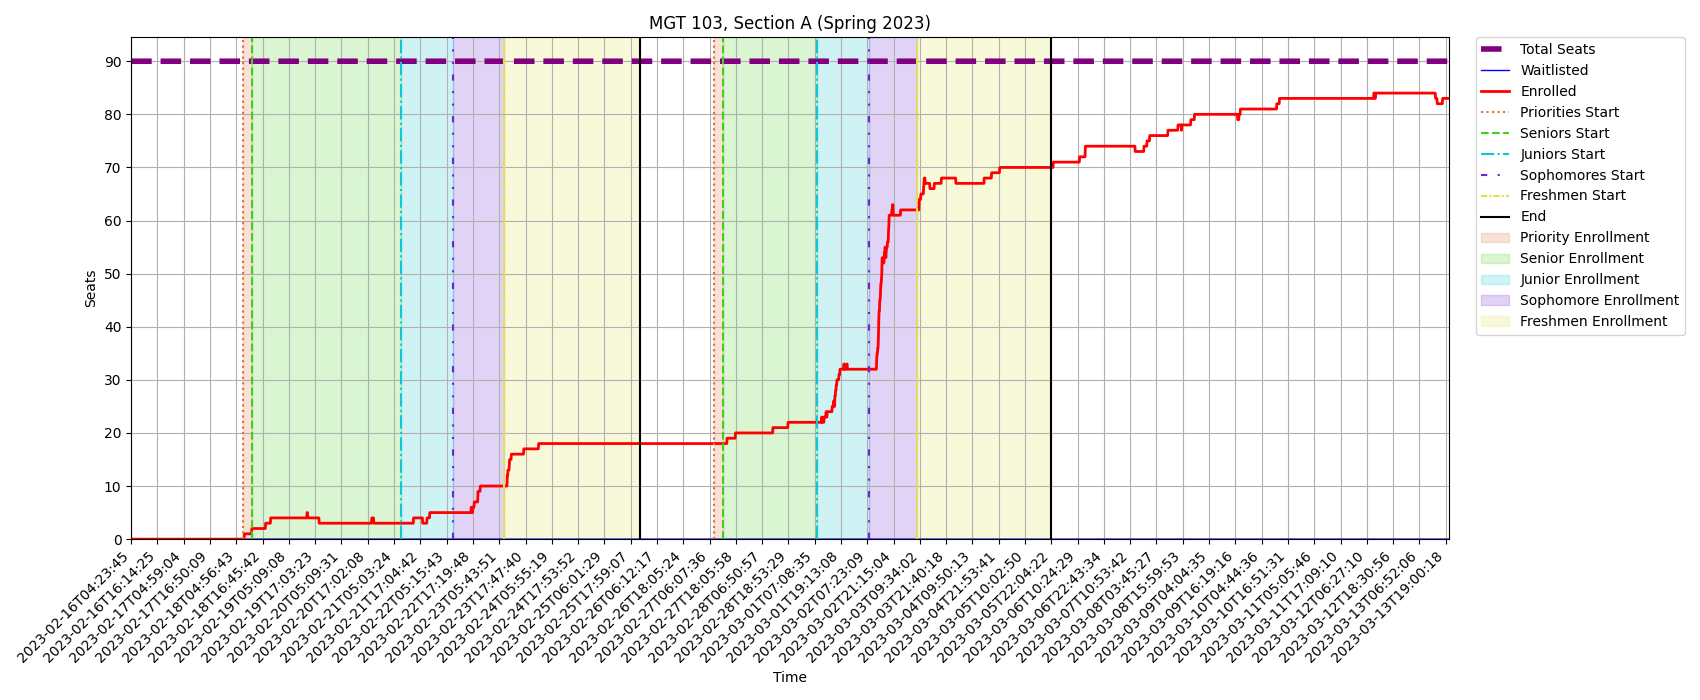 MGT 103, Section A (Spring 2023)
Seats
90
80
70
60
50
40
30
20
10
0
2023-02-16T04:23:45
2023-02-16T16:14:25
2023-02-17T04:59:04
2023-02-17T16:50:09
2023-02-18T04:56:43
2023-02-18T16:45:42
2023-02-19T05:09:08
2023-02-19T17:03:23
2023-02-20T05:09:31
2023-02-20T17:02:08
2023-02-21T05:03:24
2023-02-21T17:04:42
2023-02-22T05:15:43
2023-02-22T17:19:48
2023-02-23T05:43:51
2023-02-23T17:47:40
2023-02-24T05:55:19
2023-02-24T17:53:52
2023-02-25T06:01:29
2023-02-25T17:59:07
2023-02-26T06:12:17
2023-02-26T18:05:24
2023-02-27T06:07:36
2023-02-27T18:05:58
2023-02-28T06:50:57
2023-02-28T18:53:29
2023-03-01T07:08:35
2023-03-01T19:13:08
2023-03-02T07:23:09
2023-03-02T21:15:04
2023-03-03T09:34:02
2023-03-03T21:40:18
2023-03-04T09:50:13
2023-03-04T21:53:41
2023-03-05T10:02:50
2023-03-05T22:04:22
2023-03-06T10:24:29
2023-03-06T22:43:34
2023-03-07T10:53:42
2023-03-08T03:45:27
2023-03-08T15:59:53
2023-03-09T04:04:35
2023-03-09T16:19:16
2023-03-10T04:44:36
2023-03-10T16:51:31
2023-03-11T05:05:46
2023-03-11T17:09:10
2023-03-12T06:27:10
2023-03-12T18:30:56
2023-03-13T06:52:06
2023-03-13T19:00:18
Time
Total Seats
Waitlisted
Enrolled
Priorities Start
Seniors Start
Juniors Start
Sophomores Start
Freshmen Start
End
Priority Enrollment
Senior Enrollment
Junior Enrollment
Sophomore Enrollment
Freshmen Enrollment